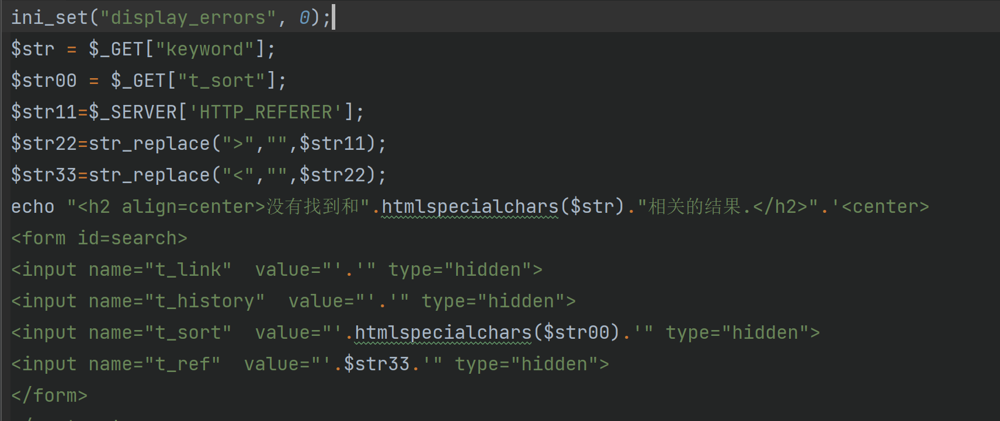 ini_set("display_errors", 0);
$str = $_GET["keyword"];
$str00 = $_GET["t_sort"];
$str11=$_SERVER['HTTP_REFERER'];
$str22=str_replace(">","",$str11);
$str33=str_replace("<","",$str22);
echo "<h2 align=center>没有找到和".htmlspecialchars($str)."相关的结果.</h2>".'<center>
<form id=search>
<input name="t_link"  value="'.'" type="hidden">
<input name="t_history"  value="'.'" type="hidden">
<input name="t_sort"  value="'.htmlspecialchars($str00).'" type="hidden">
<input name="t_ref"  value="'.$str33.'" type="hidden">
</form>